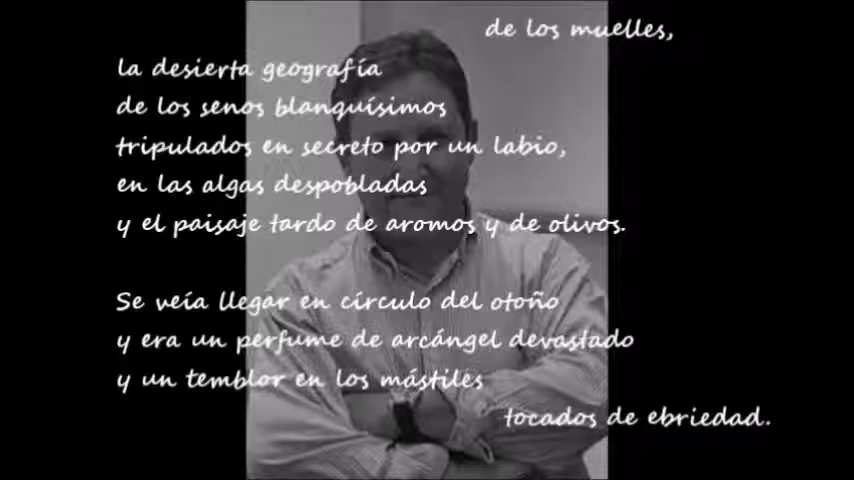 de los muelles,
la desierta geografía
de los senos blanquísimos
tripulados en secreto por un labio,
en las algas despobladas
y el paisaje tardo de aromos y de olivos.
Se veía llegar en círculo del otoño
y era un perfume de arcángel devastado
y un temblor en los mástiles
tocados de ebriedad.